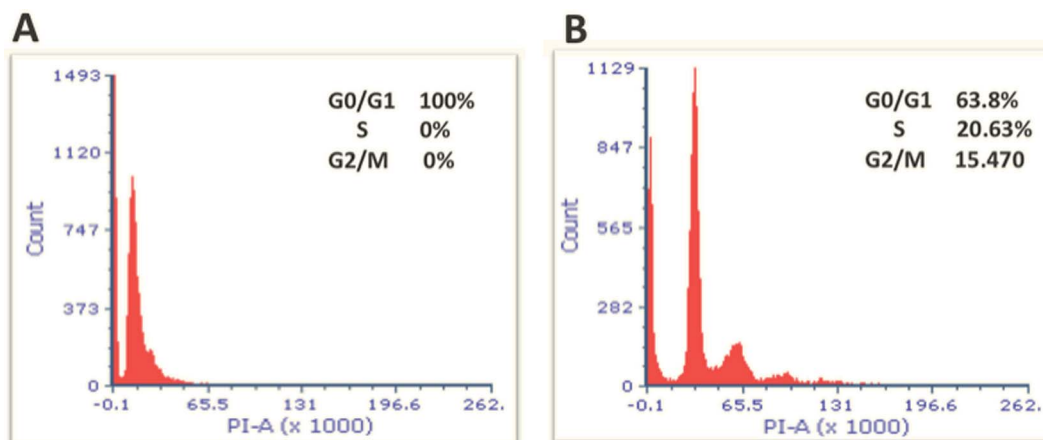 A
1493
1120
747
373
0
Count
G0/G1 100%
S 0%
G2/M 0%
-0.1 65.5 131 196.6 262.
PI-A (x 1000)
B
1129
847
565
282
0
Count
G0/G1 63.8%
S 20.63%
G2/M 15.470
-0.1 65.5 131 196.6 262.
PI-A (x 1000)